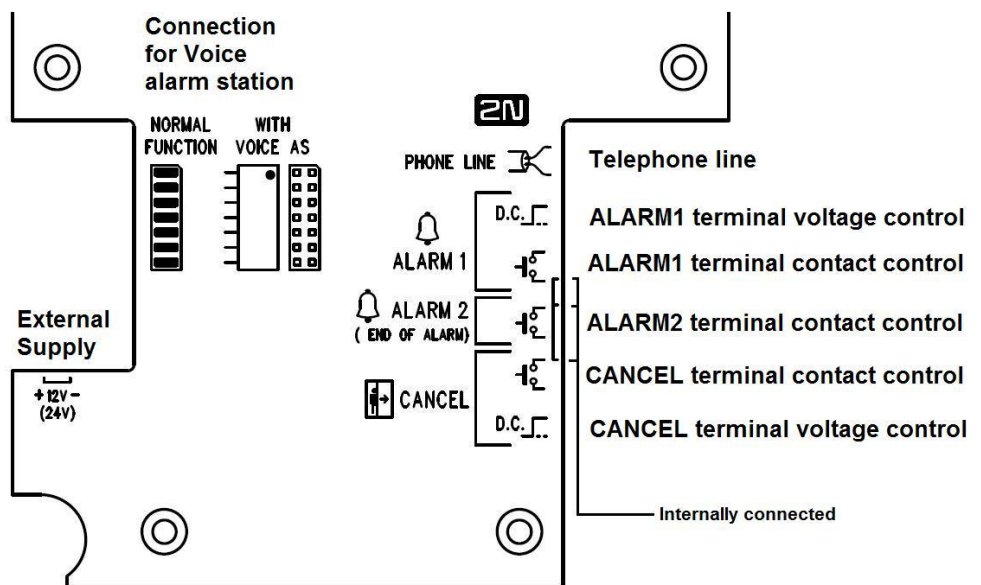 Connection
for Voice
alarm station
NORMAL
FUNCTION
WITH
VOICE AS
2N
PHONE LINE
Telephone line
D.C.
ALARM1 terminal voltage control
ALARM 1
ALARM1 terminal contact control
ALARM 2
( END OF ALARM)
ALARM2 terminal contact control
External
Supply
+ 12V -
(24V)
CANCEL terminal contact control
CANCEL
D.C.
CANCEL terminal voltage control
Internally connected